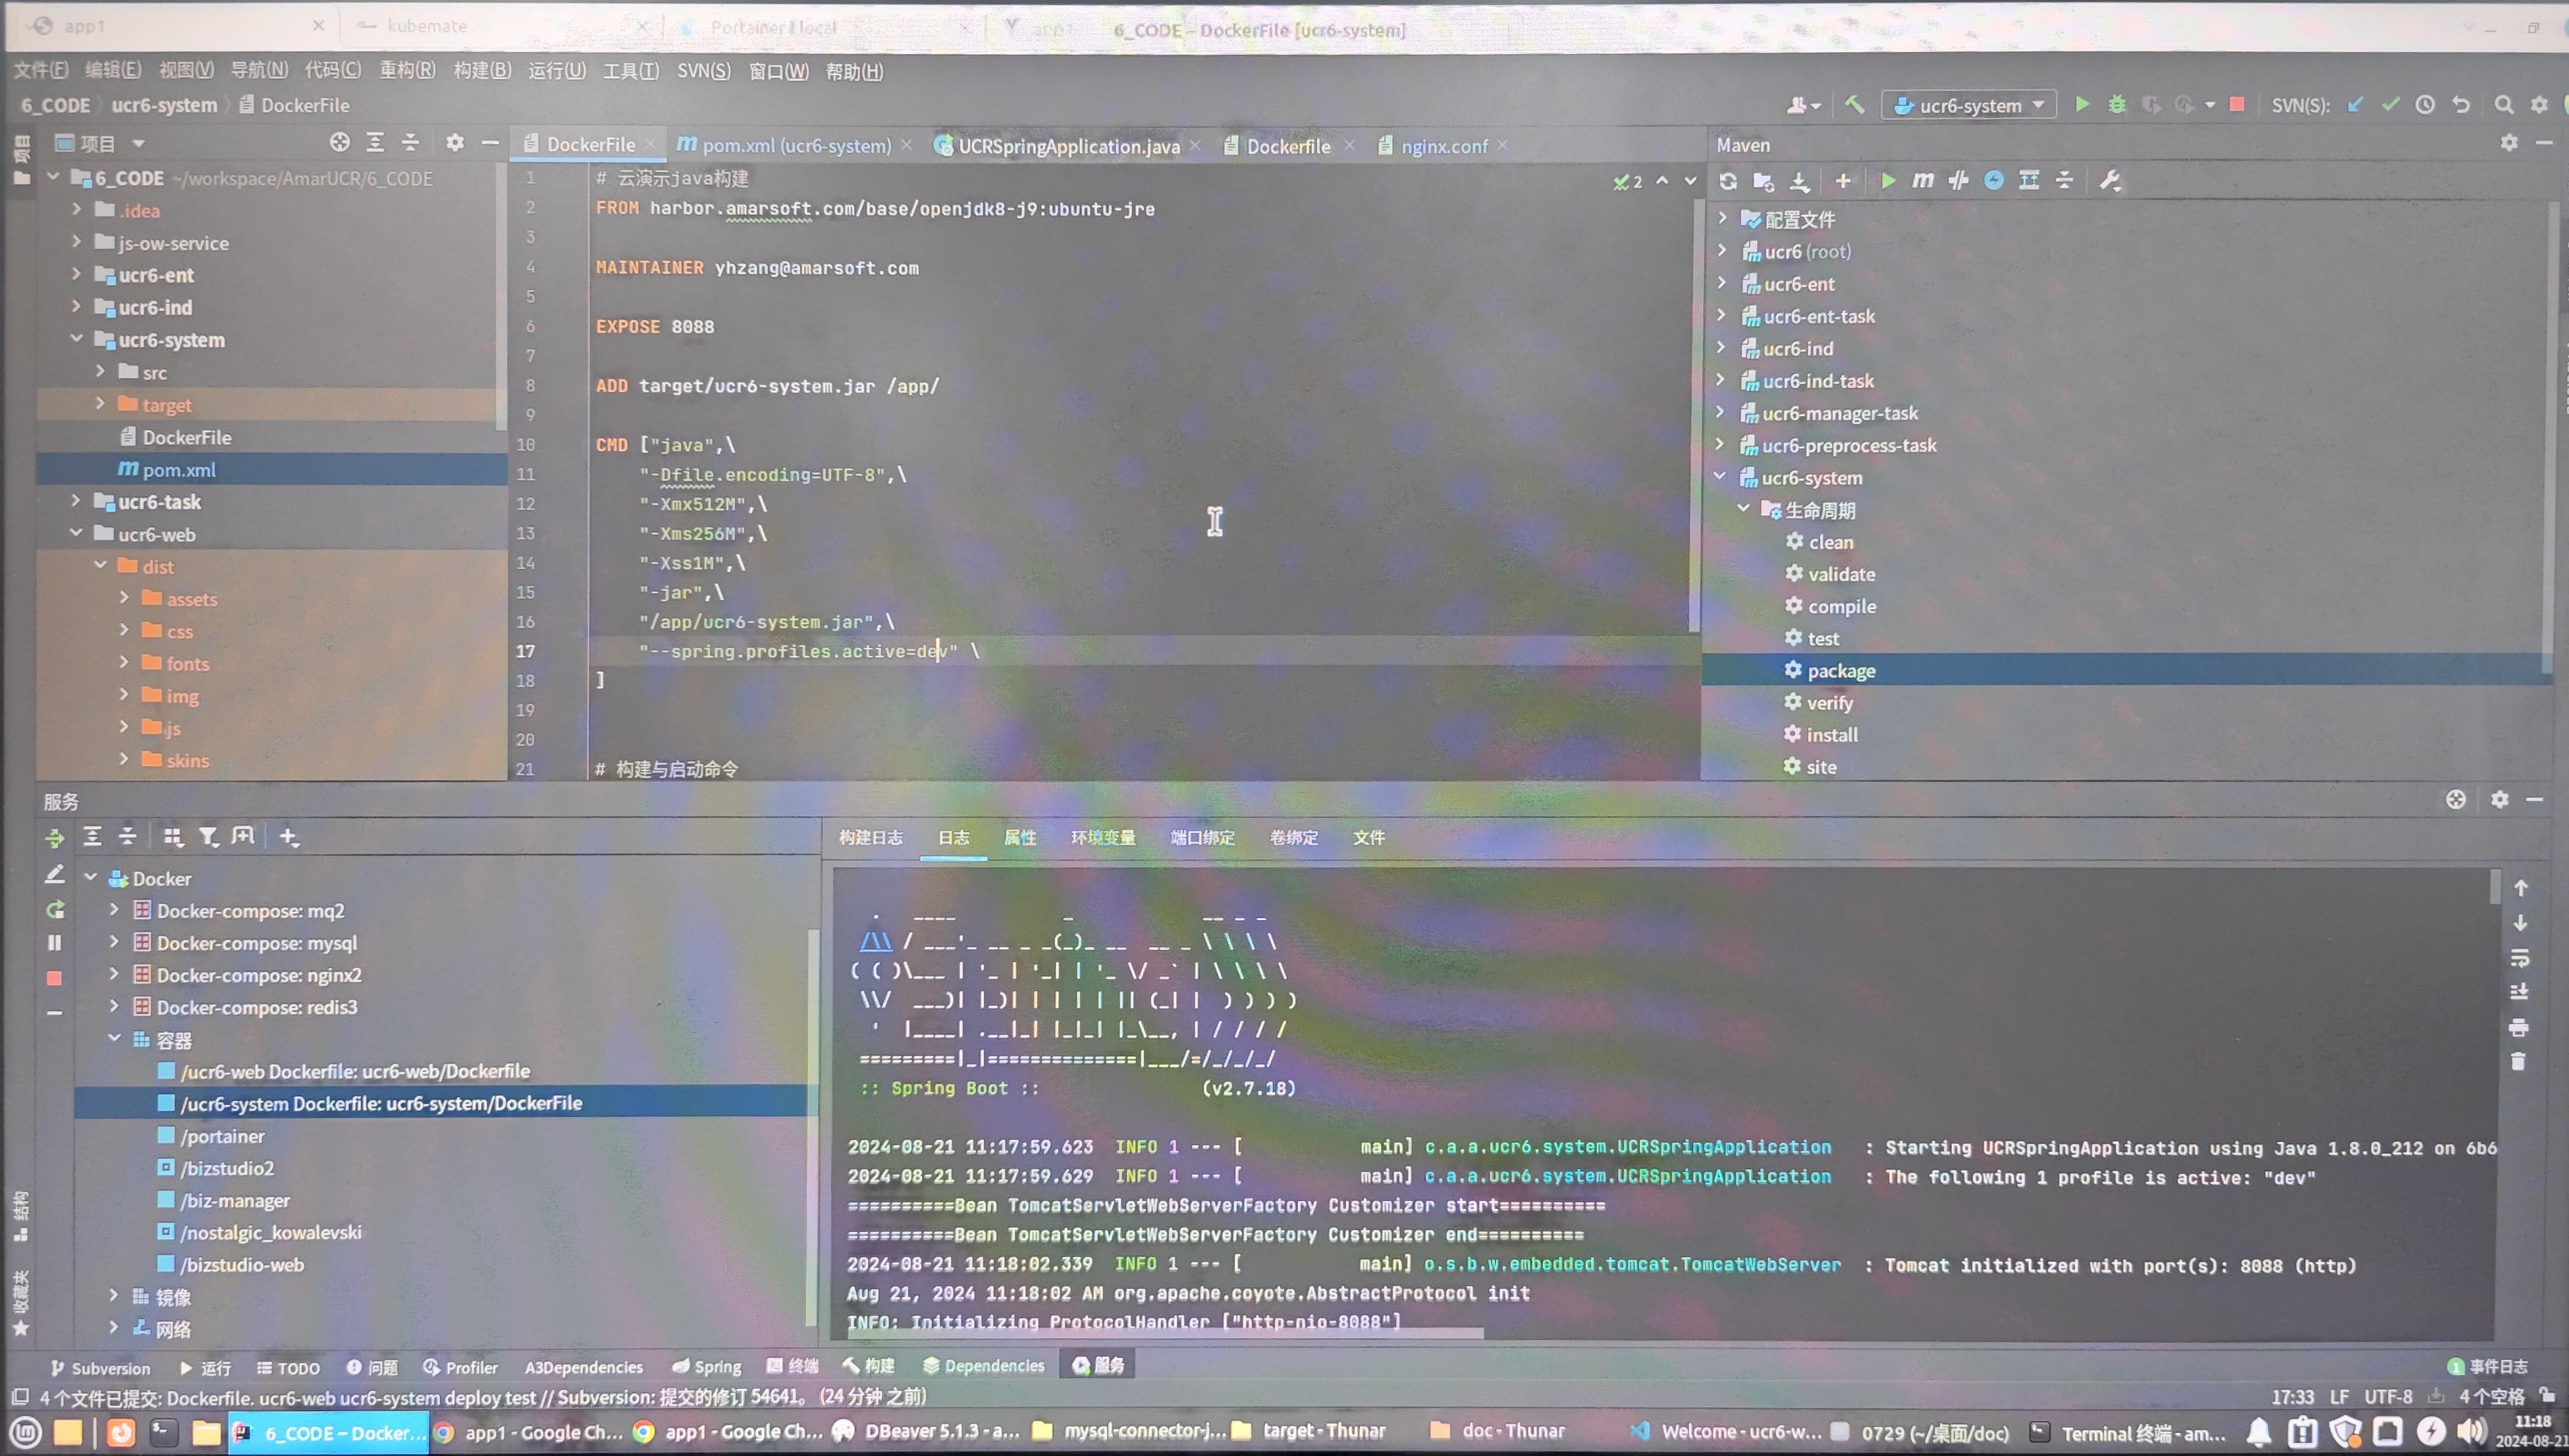 app1
kubemate
Portainer | local
app1
6_CODE – DockerFile [ucr6-system]
文件(F) 编辑(E) 视图(V) 导航(N) 代码(C) 重构(R) 构建(B) 运行(U) 工具(T) SVN(S) 窗口(W) 帮助(H)
6_CODE ucr6-system DockerFile
ucr6-system
SVN(S):
项目
项目
6_CODE ~/workspace/AmarUCR/6_CODE
.idea
js-ow-service
ucr6-ent
ucr6-ind
ucr6-system
src
target
DockerFile
pom.xml
ucr6-task
ucr6-web
dist
assets
css
fonts
img
js
skins
DockerFile
pom.xml (ucr6-system)
UCRSpringApplication.java
Dockerfile
nginx.conf
2
1 # 云演示java构建
2 FROM harbor.amarsoft.com/base/openjdk8-j9:ubuntu-jre
3
4 MAINTAINER yhzang@amarsoft.com
5
6 EXPOSE 8088
7
8 ADD target/ucr6-system.jar /app/
9
10 CMD ["java",\
11 "-Dfile.encoding=UTF-8",\
12 "-Xmx512M",\
13 "-Xms256M",\
14 "-Xss1M",\
15 "-jar",\
16 "/app/ucr6-system.jar",\
17 "--spring.profiles.active=dev" \
18 ]
19
20
21 # 构建与启动命令
Maven
配置文件
ucr6 (root)
ucr6-ent
ucr6-ent-task
ucr6-ind
ucr6-ind-task
ucr6-manager-task
ucr6-preprocess-task
ucr6-system
生命周期
clean
validate
compile
test
package
verify
install
site
服务
Docker
Docker-compose: mq2
Docker-compose: mysql
Docker-compose: nginx2
Docker-compose: redis3
容器
/ucr6-web Dockerfile: ucr6-web/Dockerfile
/ucr6-system Dockerfile: ucr6-system/DockerFile
/portainer
/bizstudio2
/biz-manager
/nostalgic_kowalevski
/bizstudio-web
镜像
网络
结构
收藏夹
构建日志 日志 属性 环境变量 端口绑定 卷绑定 文件
  .   ____          _            __ _ _
 /\\ / ___'_ __ _ _(_)_ __  __ _ \ \ \ \
( ( )\___ | '_ | '_| | '_ \/ _` | \ \ \ \
 \\/  ___)| |_)| | | | | || (_| |  ) ) ) )
  '  |____| .__|_| |_|_| |_\__, | / / / /
 =========|_|==============|___/=/_/_/_/
:: Spring Boot :: (v2.7.18)
2024-08-21 11:17:59.623 INFO 1 --- [ main] c.a.a.ucr6.system.UCRSpringApplication : Starting UCRSpringApplication using Java 1.8.0_212 on 6b6
2024-08-21 11:17:59.629 INFO 1 --- [ main] c.a.a.ucr6.system.UCRSpringApplication : The following 1 profile is active: "dev"
==========Bean TomcatServletWebServerFactory Customizer start==========
==========Bean TomcatServletWebServerFactory Customizer end==========
2024-08-21 11:18:02.339 INFO 1 --- [ main] o.s.b.w.embedded.tomcat.TomcatWebServer : Tomcat initialized with port(s): 8088 (http)
Aug 21, 2024 11:18:02 AM org.apache.coyote.AbstractProtocol init
INFO: Initializing ProtocolHandler ["http-nio-8088"]
Subversion 运行 TODO 问题 Profiler A3Dependencies Spring 终端 构建 Dependencies 服务
1 事件日志
4 个文件已提交: Dockerfile. ucr6-web ucr6-system deploy test // Subversion: 提交的修订 54641。 (24 分钟 之前)
17:33 LF UTF-8 4 个空格
6_CODE – Docker...
app1 - Google Ch...
app1 - Google Ch...
DBeaver 5.1.3 - a...
mysql-connector-j...
target - Thunar
doc - Thunar
Welcome - ucr6-w...
0729 (~/桌面/doc)
Terminal 终端 - am...
11:18
2024-08-21